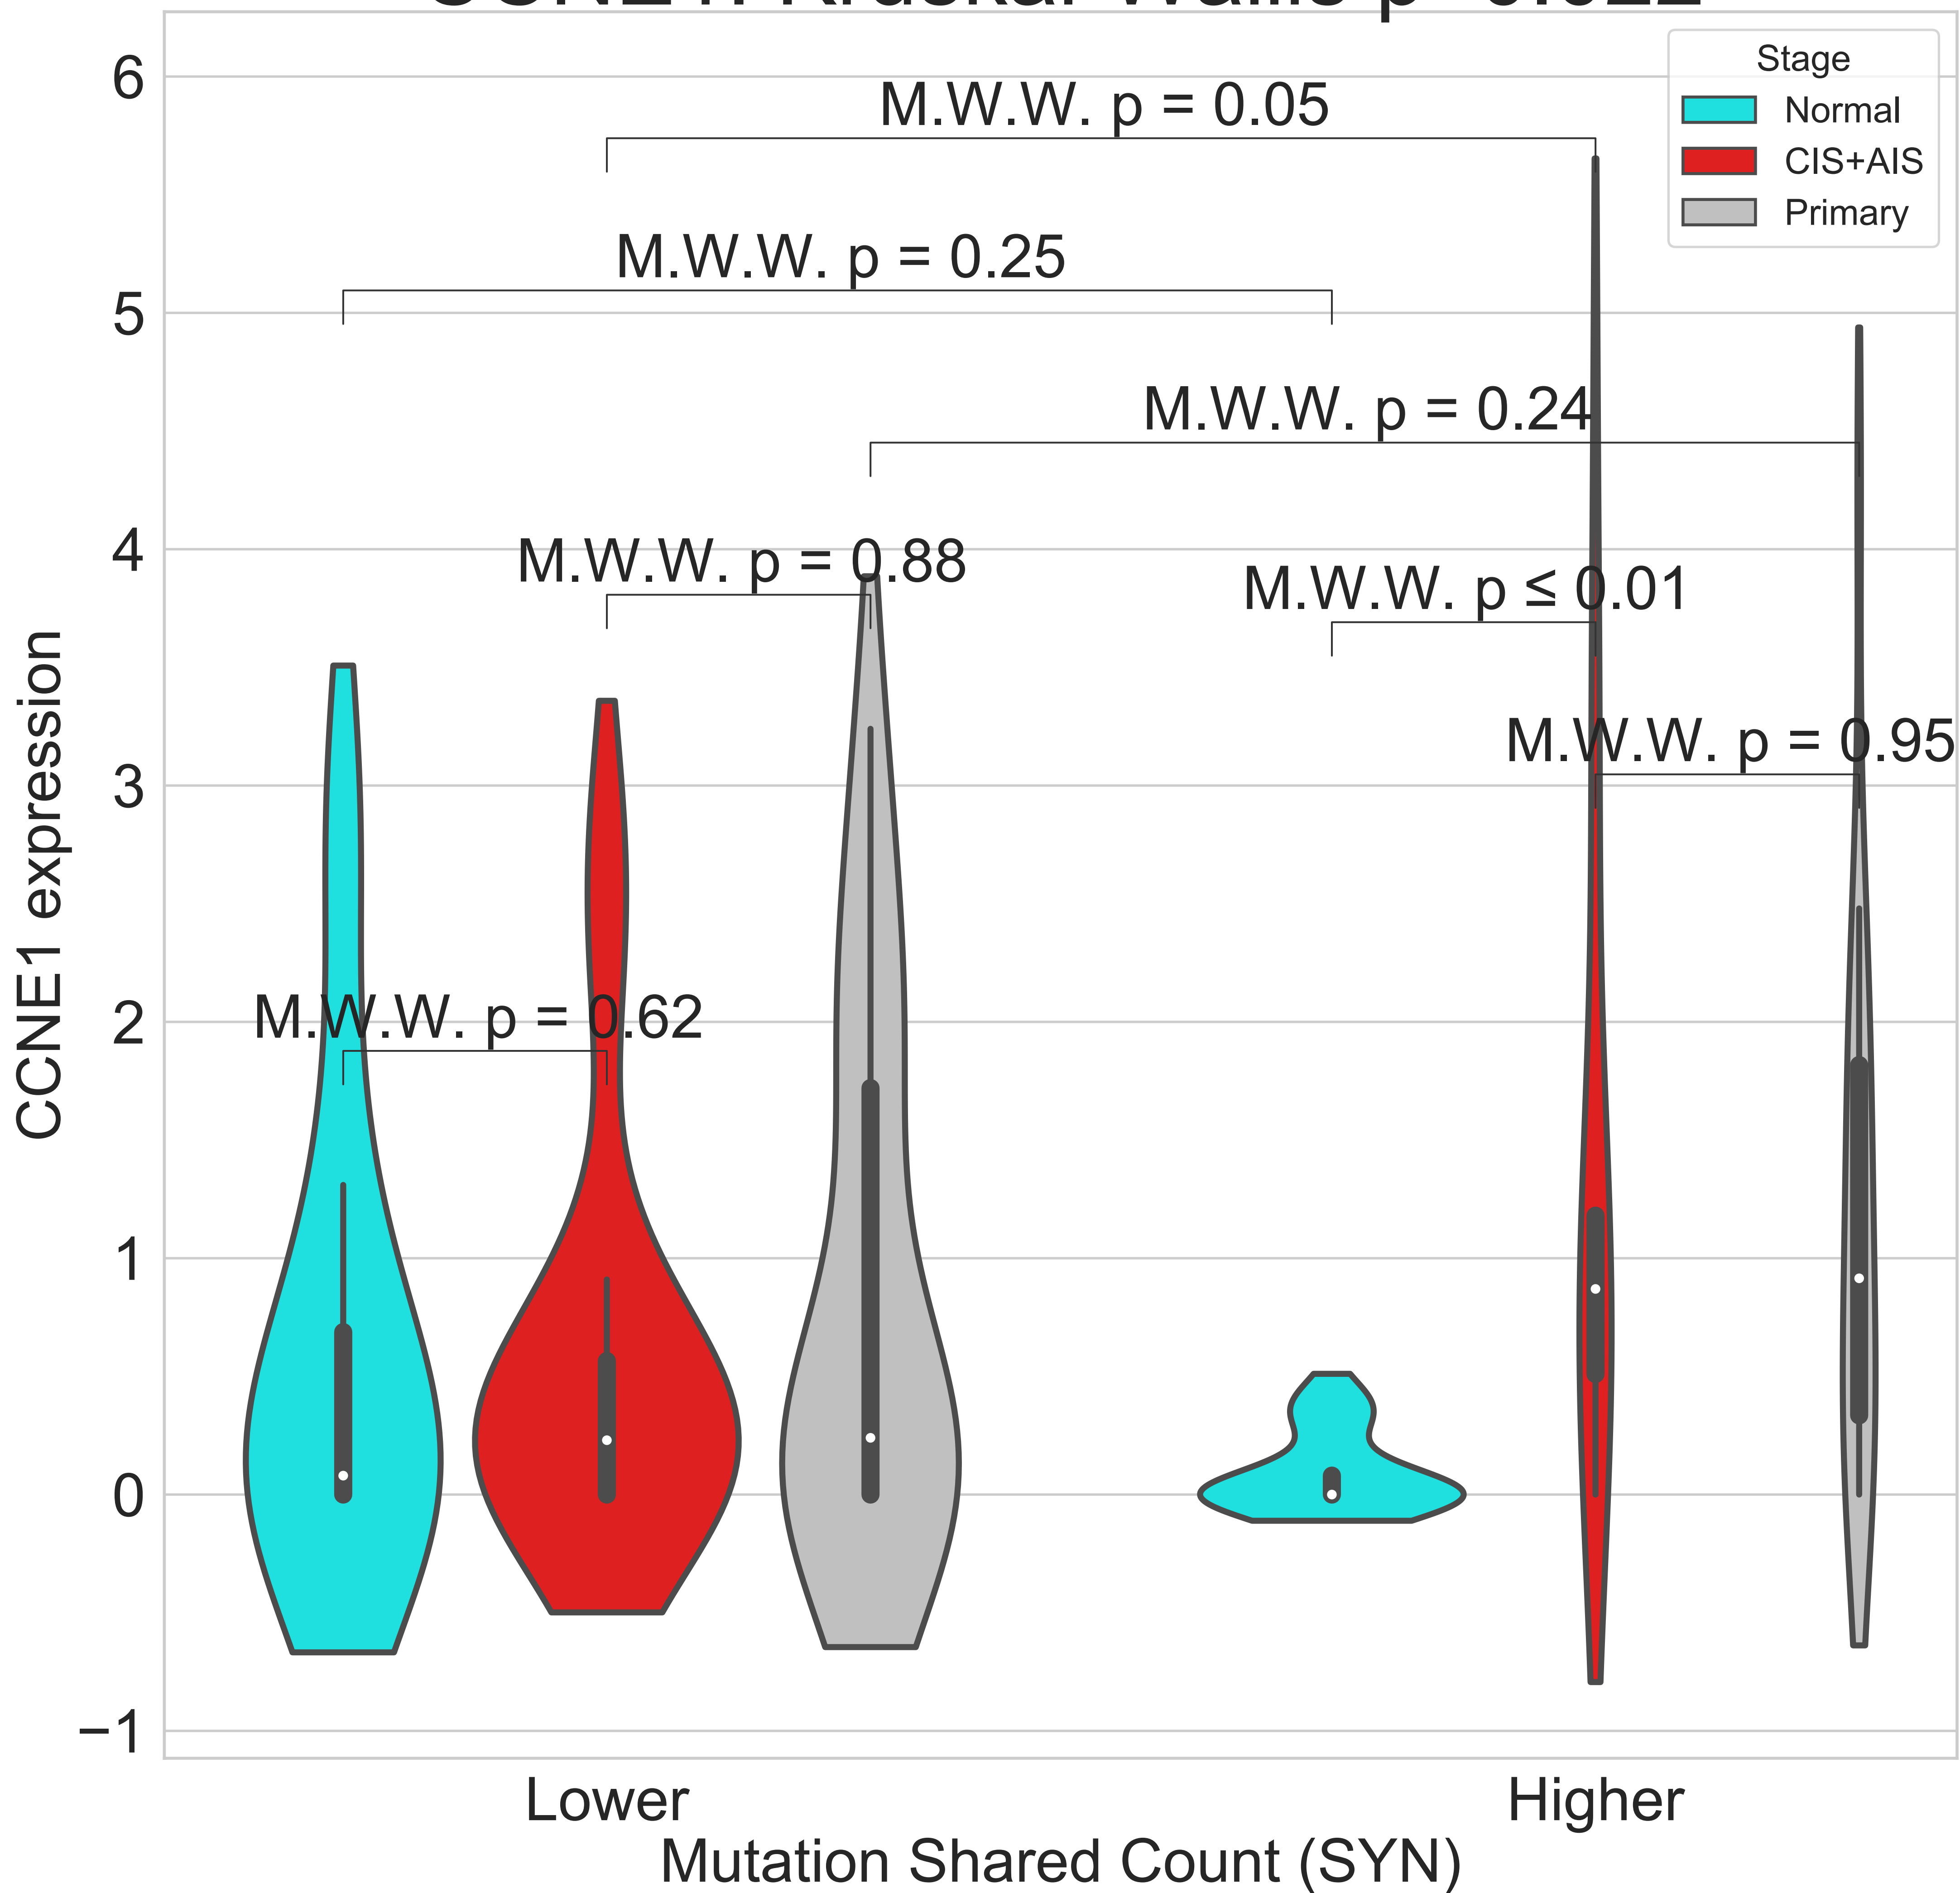 6
M.W.W. p = 0.05
Stage
Normal
CIS+AIS
Primary
M.W.W. p = 0.25
5
M.W.W. p = 0.24
4
M.W.W. p = 0.88
M.W.W. p ≤ 0.01
M.W.W. p = 0.95
3
CCNE1 expression
2
M.W.W. p = 0.62
1
0
−1
Lower
Higher
Mutation Shared Count (SYN)